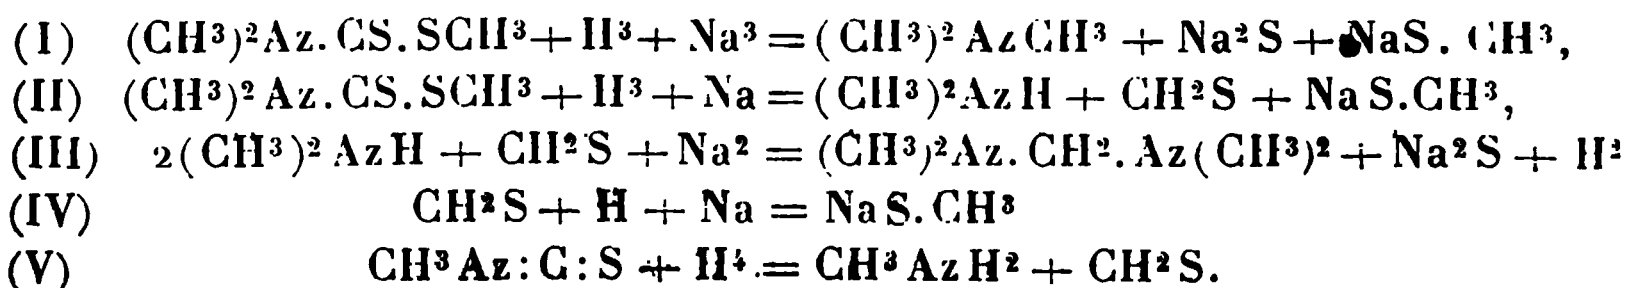 (I) (CH³)²Az.CS.SCH³+H³+Na³=(CH³)²AzCH³+Na²S+NaS.CH³,
(II) (CH³)²Az.CS.SCH³+H³+Na=(CH³)²AzH+CH²S+NaS.CH³,
(III) 2(CH³)²AzH+CH²S+Na²=(CH³)²Az.CH².Az(CH³)²+Na²S+H²
(IV) CH²S+H+Na=NaS.CH³
(V) CH³Az:C:S+H⁴=CH³AzH²+CH²S.